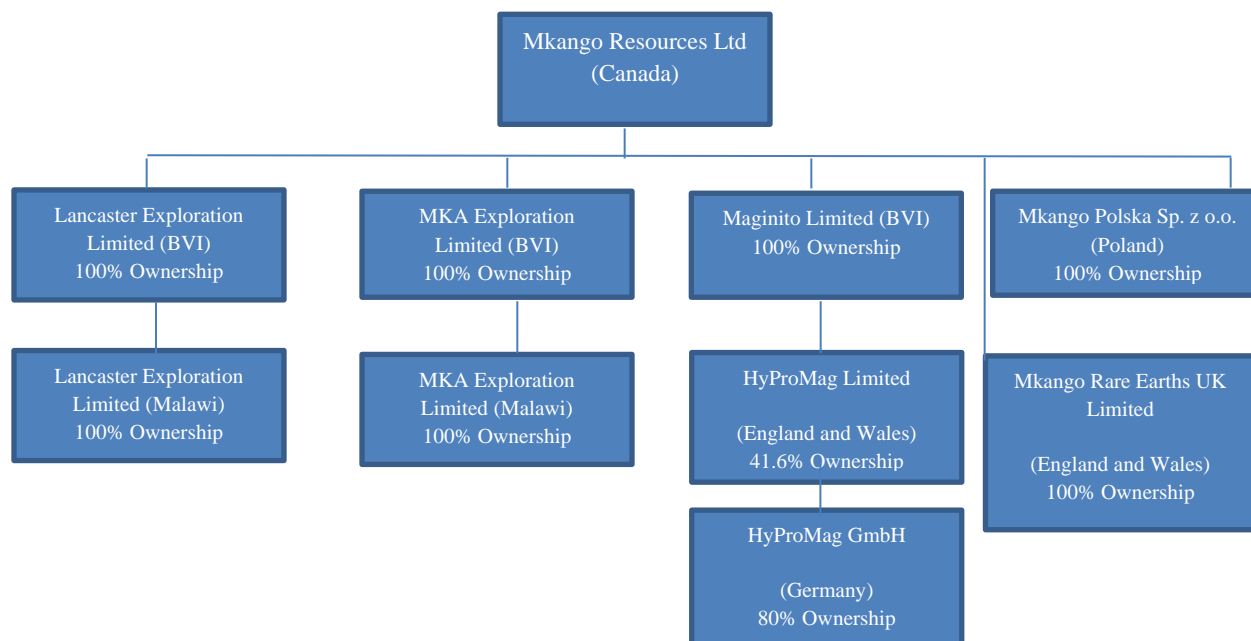 Mkango Resources Ltd
(Canada)
Lancaster Exploration
Limited (BVI)
100% Ownership
MKA Exploration
Limited (BVI)
100% Ownership
Maginito Limited (BVI)
100% Ownership
Mkango Polska Sp. z o.o.
(Poland)
100% Ownership
Lancaster Exploration
Limited (Malawi)
100% Ownership
MKA Exploration
Limited (Malawi)
100% Ownership
HyProMag Limited
(England and Wales)
41.6% Ownership
Mkango Rare Earths UK
Limited
(England and Wales)
100% Ownership
HyProMag GmbH
(Germany)
80% Ownership